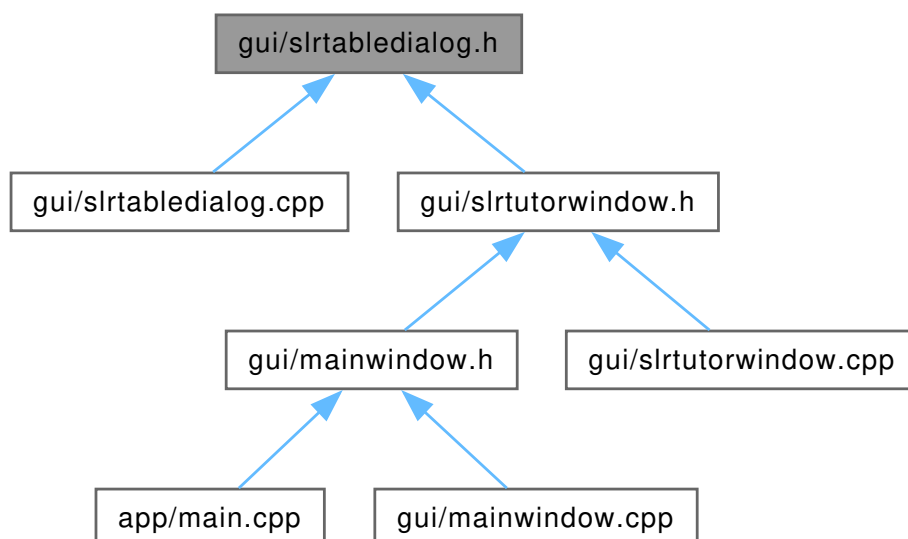 gui/slrtabledialog.h
gui/slrtabledialog.cpp
gui/slrtutorwindow.h
gui/mainwindow.h
gui/slrtutorwindow.cpp
app/main.cpp
gui/mainwindow.cpp